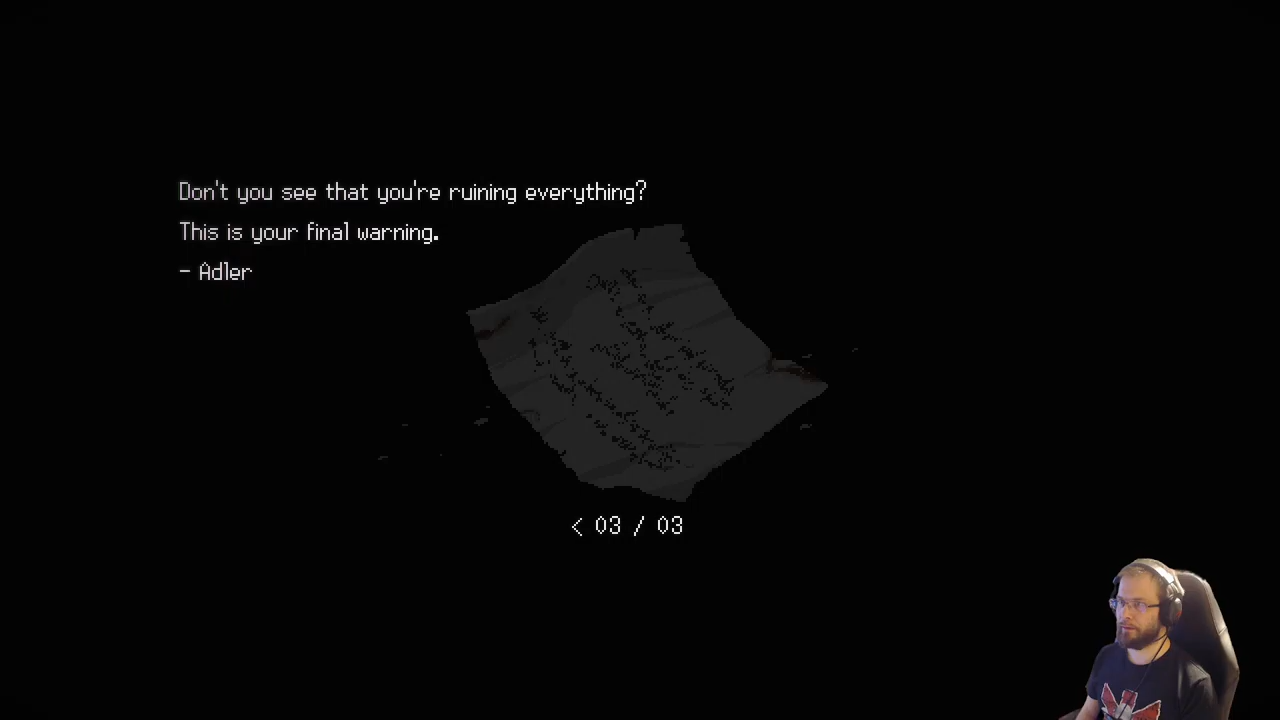 Don't you see that you're ruining everything?
This is your final warning.
- Adler
< 03 / 03